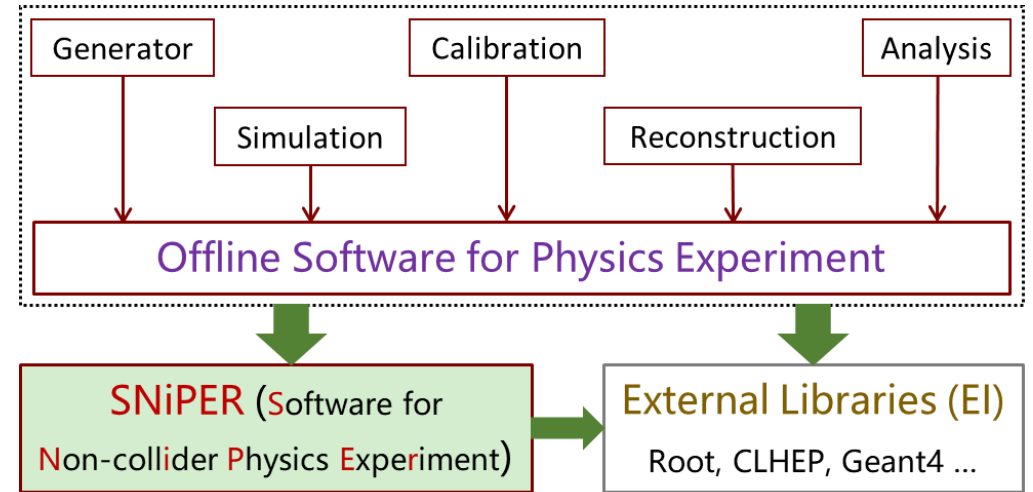 Generator
Calibration
Analysis
Simulation
Reconstruction
Offline Software for Physics Experiment
SNiPER (Software for
Non-collider Physics Experiment)
External Libraries (EI)
Root, CLHEP, Geant4 ...